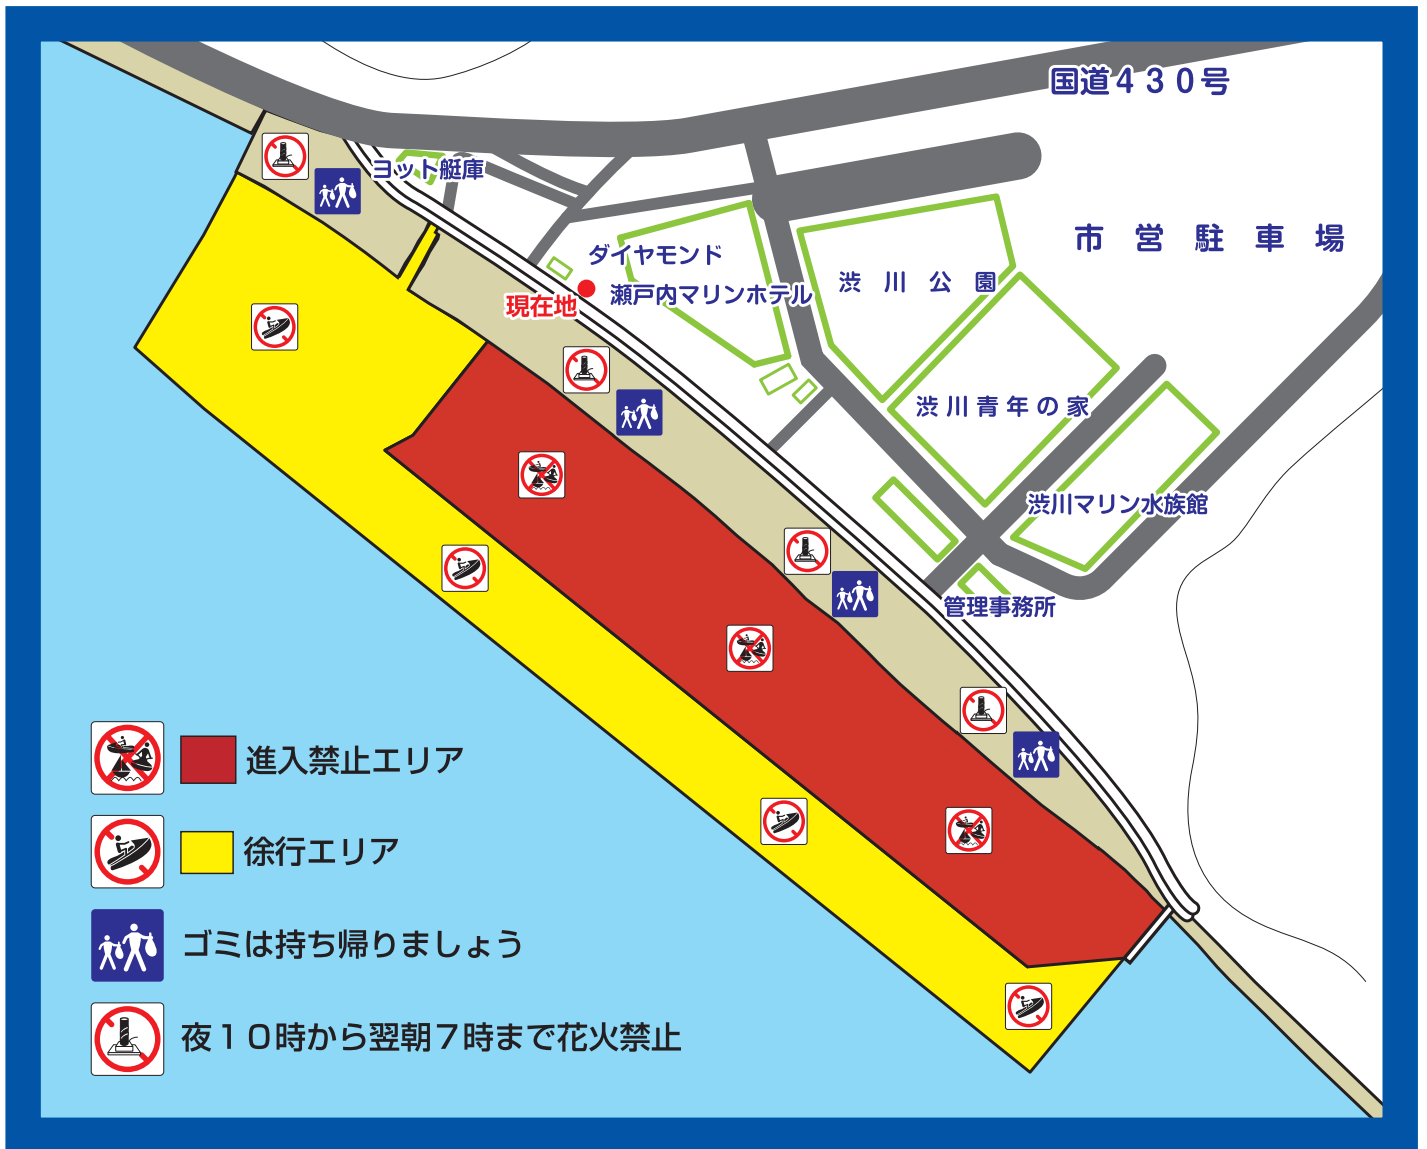 国道４３０号
ヨット艇庫
市営駐車場
ダイヤモンド
瀬戸内マリンホテル
現在地
渋川公園
渋川青年の家
渋川マリン水族館
管理事務所
進入禁止エリア
徐行エリア
ゴミは持ち帰りましょう
夜１０時から翌朝７時まで花火禁止